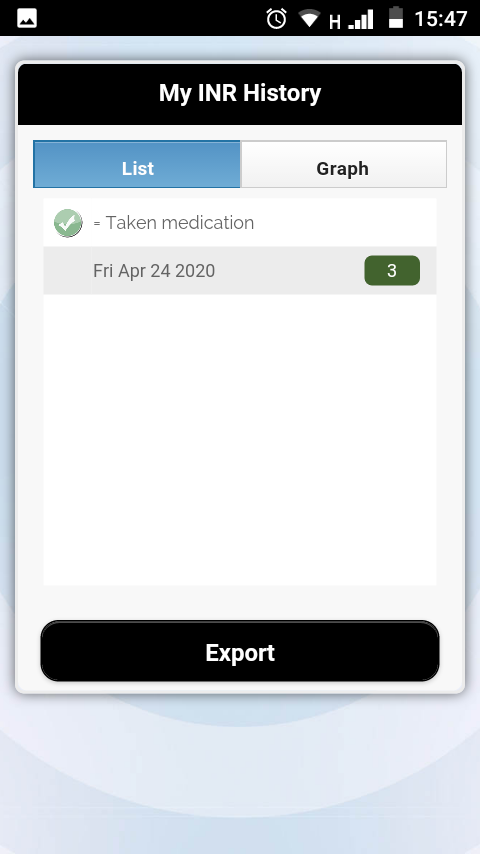 H 15:47
My INR History
List Graph
= Taken medication
Fri Apr 24 2020 3
Export